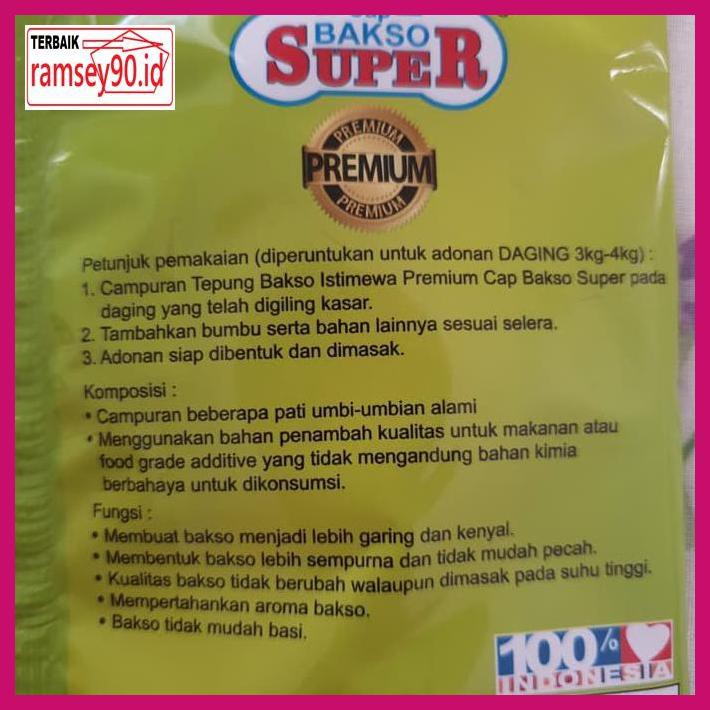 TERBAIK
ramsey90.id
Cap
BAKSO
SUPER
PREMIUM
PREMIUM
PREMIUM
Petunjuk pemakaian (diperuntukan untuk adonan DAGING 3kg-4kg) :
1. Campuran Tepung Bakso Istimewa Premium Cap Bakso Super pada
daging yang telah digiling kasar.
2. Tambahkan bumbu serta bahan lainnya sesuai selera.
3. Adonan siap dibentuk dan dimasak.
Komposisi :
• Campuran beberapa pati umbi-umbian alami
• Menggunakan bahan penambah kualitas untuk makanan atau
food grade additive yang tidak mengandung bahan kimia
berbahaya untuk dikonsumsi.
Fungsi :
• Membuat bakso menjadi lebih garing dan kenyal.
• Membentuk bakso lebih sempurna dan tidak mudah pecah.
• Kualitas bakso tidak berubah walaupun dimasak pada suhu tinggi.
• Mempertahankan aroma bakso.
• Bakso tidak mudah basi.
100%
INDONESIA